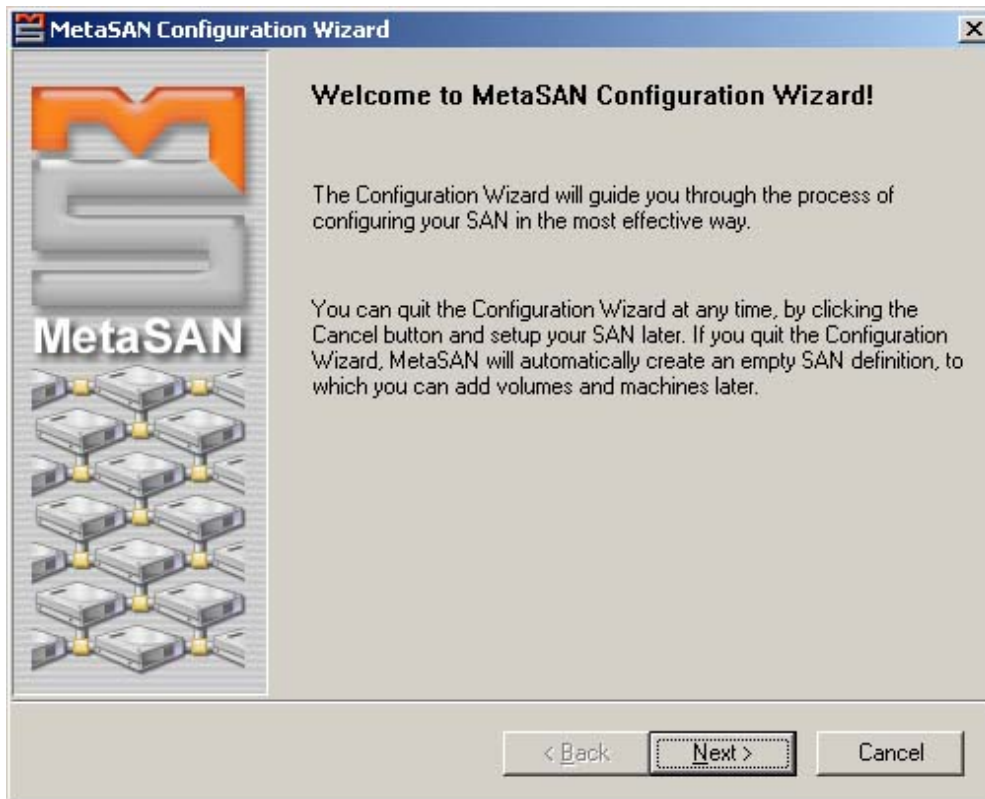 MetaSAN Configuration Wizard
MS
MetaSAN
Welcome to MetaSAN Configuration Wizard!
The Configuration Wizard will guide you through the process of
configuring your SAN in the most effective way.
You can quit the Configuration Wizard at any time, by clicking the
Cancel button and setup your SAN later. If you quit the Configuration
Wizard, MetaSAN will automatically create an empty SAN definition, to
which you can add volumes and machines later.
< Back
Next >
Cancel